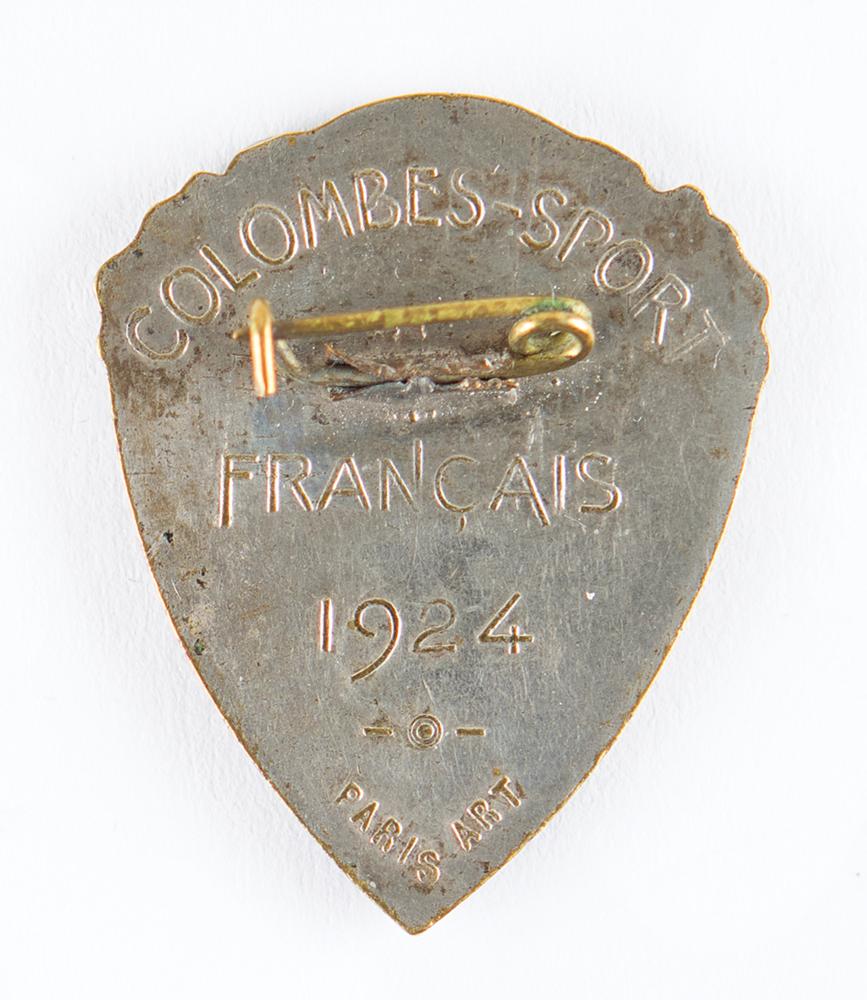 COLOMBES-SPORT
FRANÇAIS
1924
PARIS ART